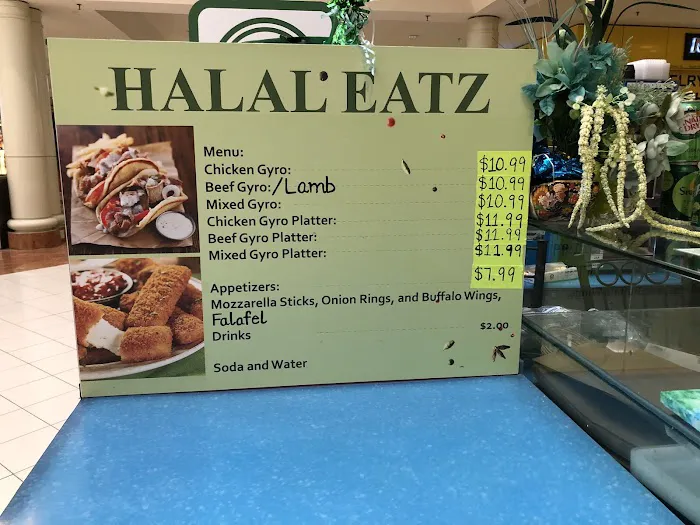 HALAL EATZ
Menu:
Chicken Gyro: $10.99
Beef Gyro:/Lamb $10.99
Mixed Gyro: $10.99
Chicken Gyro Platter: $11.99
Beef Gyro Platter: $11.99
Mixed Gyro Platter: $11.99
$7.99
Appetizers:
Mozzarella Sticks, Onion Rings, and Buffalo Wings,
Falafel
Drinks $2.00
Soda and Water